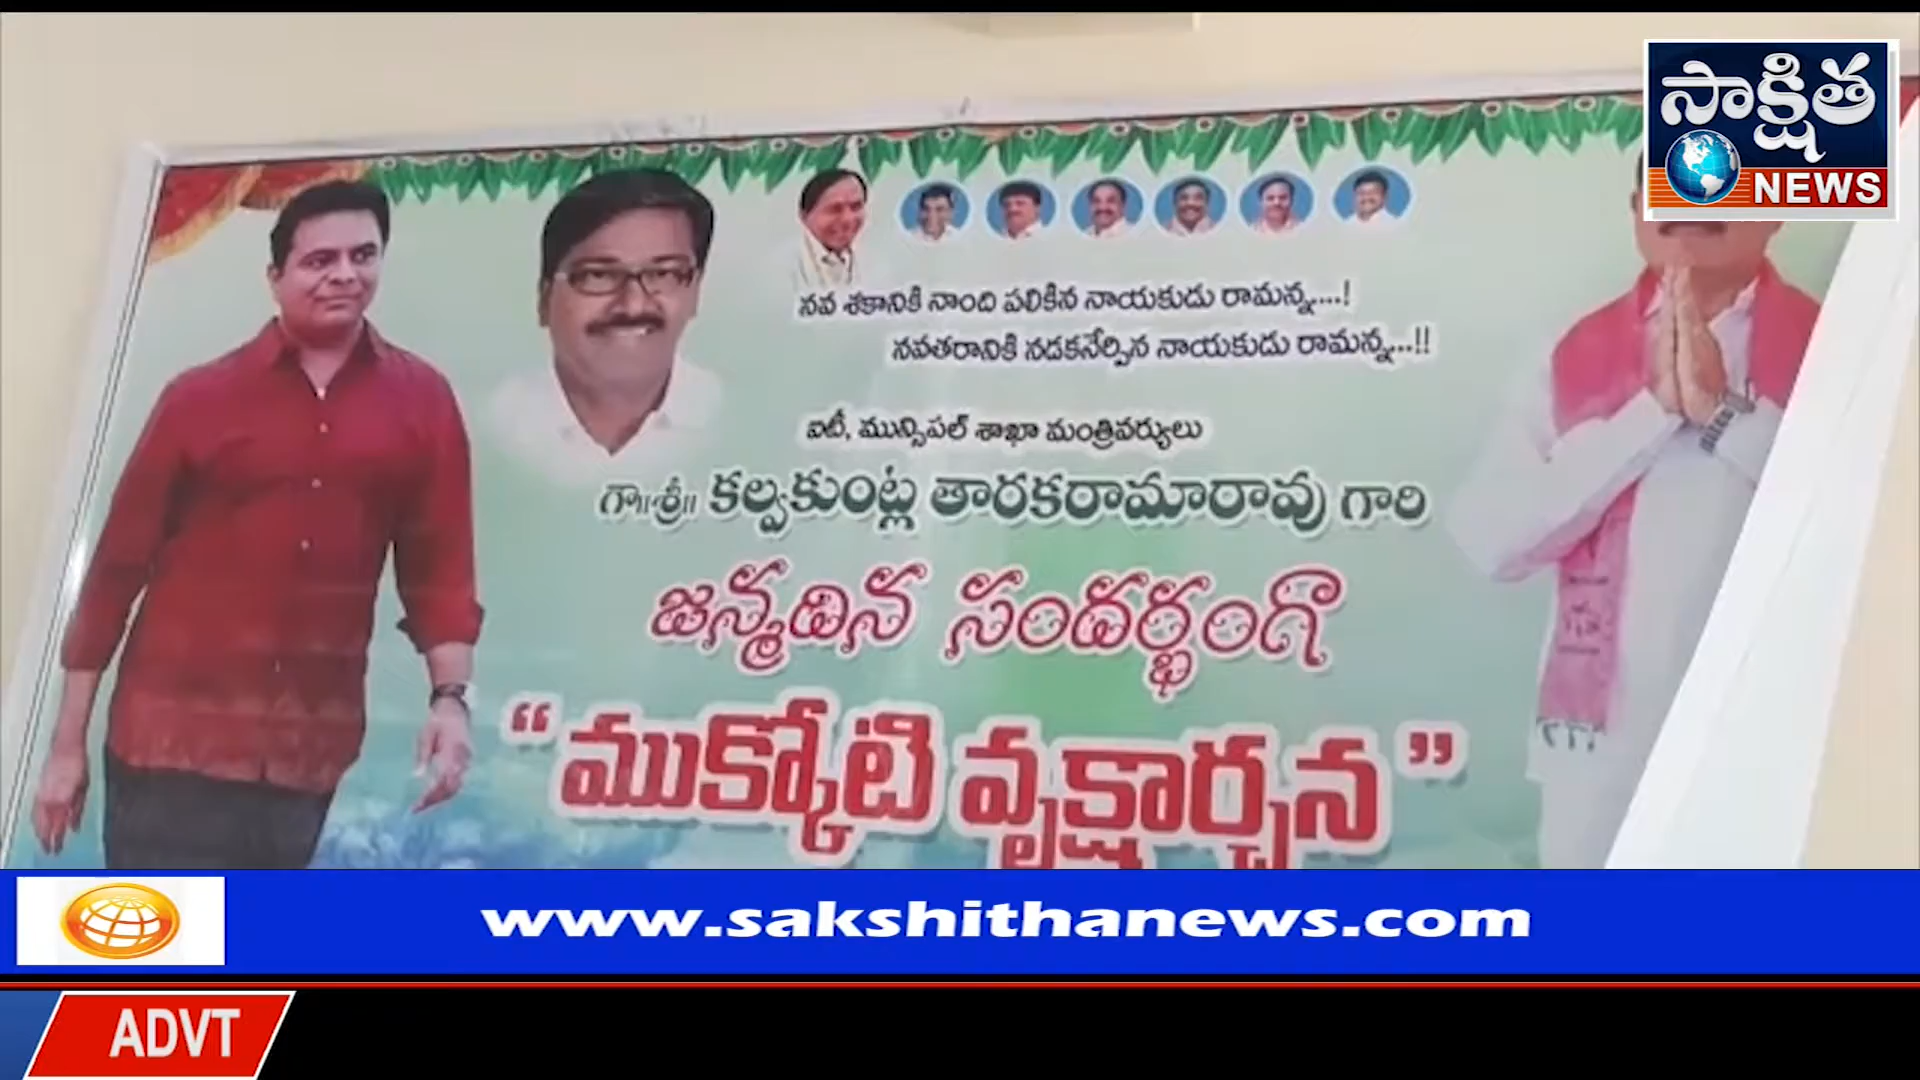 సాక్షిత
NEWS
నవ శకానికి నాంది పలికిన నాయకుడు రామన్న....!
నవతరానికి నడకనేర్పిన నాయకుడు రామన్న...!!
ఐటీ, మున్సిపల్ శాఖా మంత్రివర్యులు
గౌ॥శ్రీ॥ కల్వకుంట్ల తారకరామారావు గారి
జన్మదిన సందర్భంగా
“ముక్కోటి వృక్షార్చన”
www.sakshithanews.com
ADVT